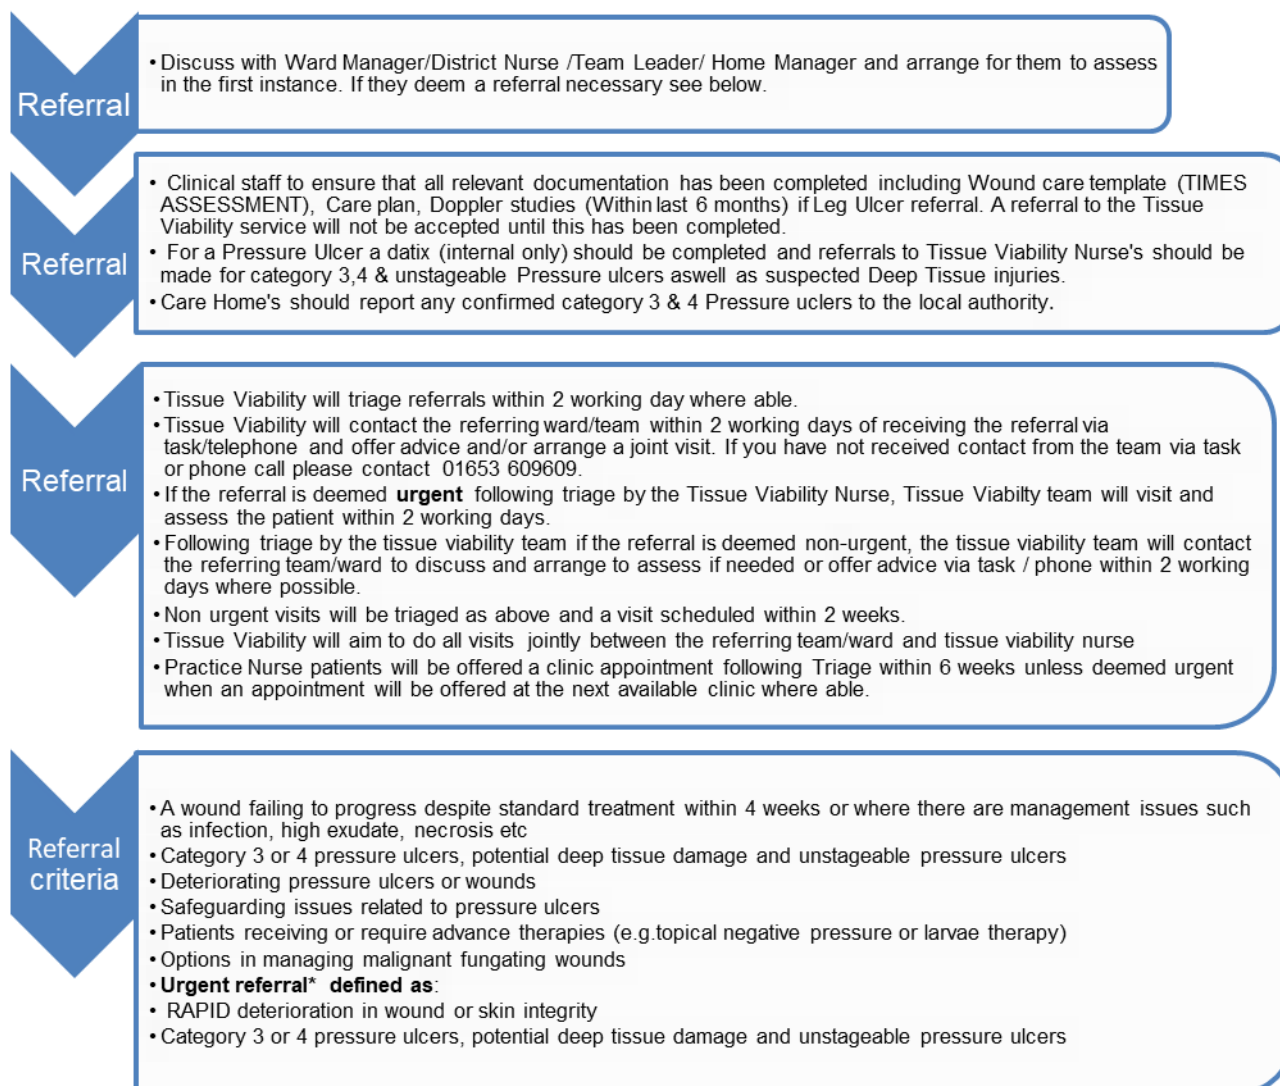 Referral
• Discuss with Ward Manager/District Nurse /Team Leader/ Home Manager and arrange for them to assess
in the first instance. If they deem a referral necessary see below.
Referral
• Clinical staff to ensure that all relevant documentation has been completed including Wound care template (TIMES
ASSESSMENT), Care plan, Doppler studies (Within last 6 months) if Leg Ulcer referral. A referral to the Tissue
Viability service will not be accepted until this has been completed.
• For a Pressure Ulcer a datix (internal only) should be completed and referrals to Tissue Viability Nurse's should be
made for category 3,4 & unstageable Pressure ulcers aswell as suspected Deep Tissue injuries.
• Care Home's should report any confirmed category 3 & 4 Pressure uclers to the local authority.
Referral
• Tissue Viability will triage referrals within 2 working day where able.
• Tissue Viability will contact the referring ward/team within 2 working days of receiving the referral via
task/telephone and offer advice and/or arrange a joint visit. If you have not received contact from the team via task
or phone call please contact 01653 609609.
• If the referral is deemed urgent following triage by the Tissue Viability Nurse, Tissue Viabilty team will visit and
assess the patient within 2 working days.
• Following triage by the tissue viability team if the referral is deemed non-urgent, the tissue viability team will contact
the referring team/ward to discuss and arrange to assess if needed or offer advice via task / phone within 2 working
days where possible.
• Non urgent visits will be triaged as above and a visit scheduled within 2 weeks.
• Tissue Viability will aim to do all visits jointly between the referring team/ward and tissue viability nurse
• Practice Nurse patients will be offered a clinic appointment following Triage within 6 weeks unless deemed urgent
when an appointment will be offered at the next available clinic where able.
Referral
criteria
• A wound failing to progress despite standard treatment within 4 weeks or where there are management issues such
as infection, high exudate, necrosis etc
• Category 3 or 4 pressure ulcers, potential deep tissue damage and unstageable pressure ulcers
• Deteriorating pressure ulcers or wounds
• Safeguarding issues related to pressure ulcers
• Patients receiving or require advance therapies (e.g.topical negative pressure or larvae therapy)
• Options in managing malignant fungating wounds
• Urgent referral* defined as:
• RAPID deterioration in wound or skin integrity
• Category 3 or 4 pressure ulcers, potential deep tissue damage and unstageable pressure ulcers